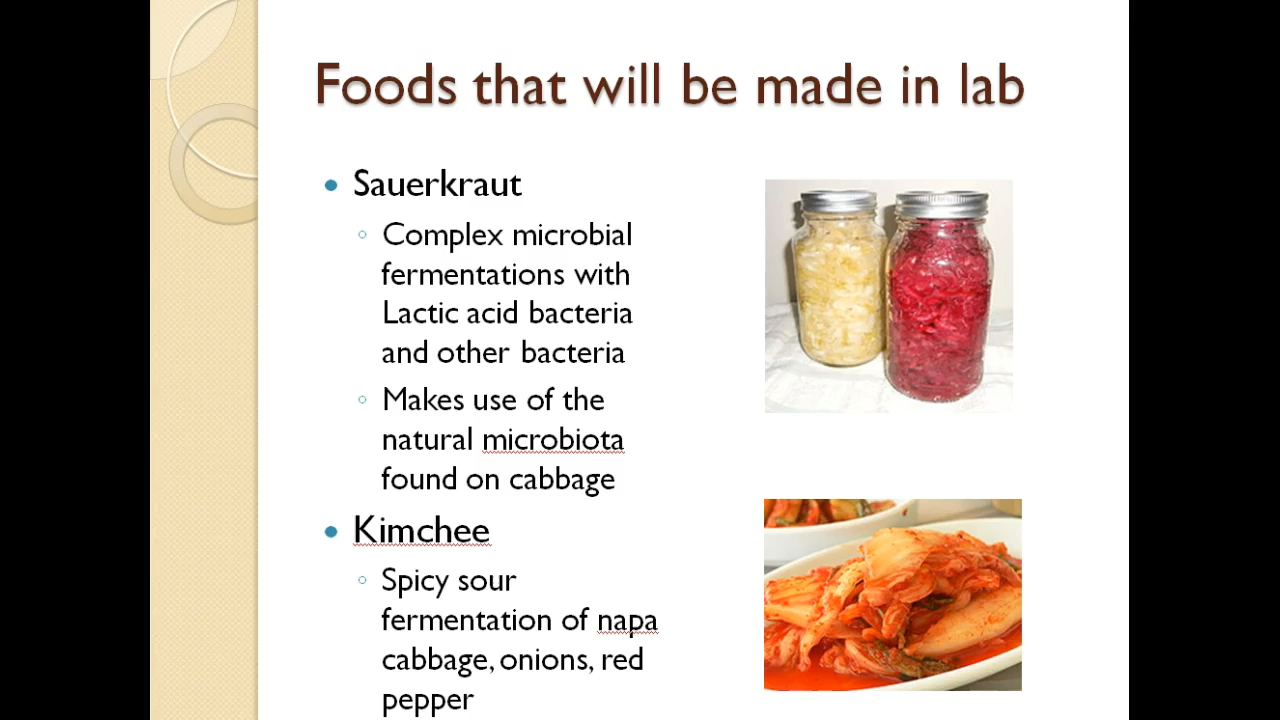 Foods that will be made in lab
Sauerkraut
Complex microbial
fermentations with
Lactic acid bacteria
and other bacteria
Makes use of the
natural microbiota
found on cabbage
Kimchee
Spicy sour
fermentation of napa
cabbage, onions, red
pepper